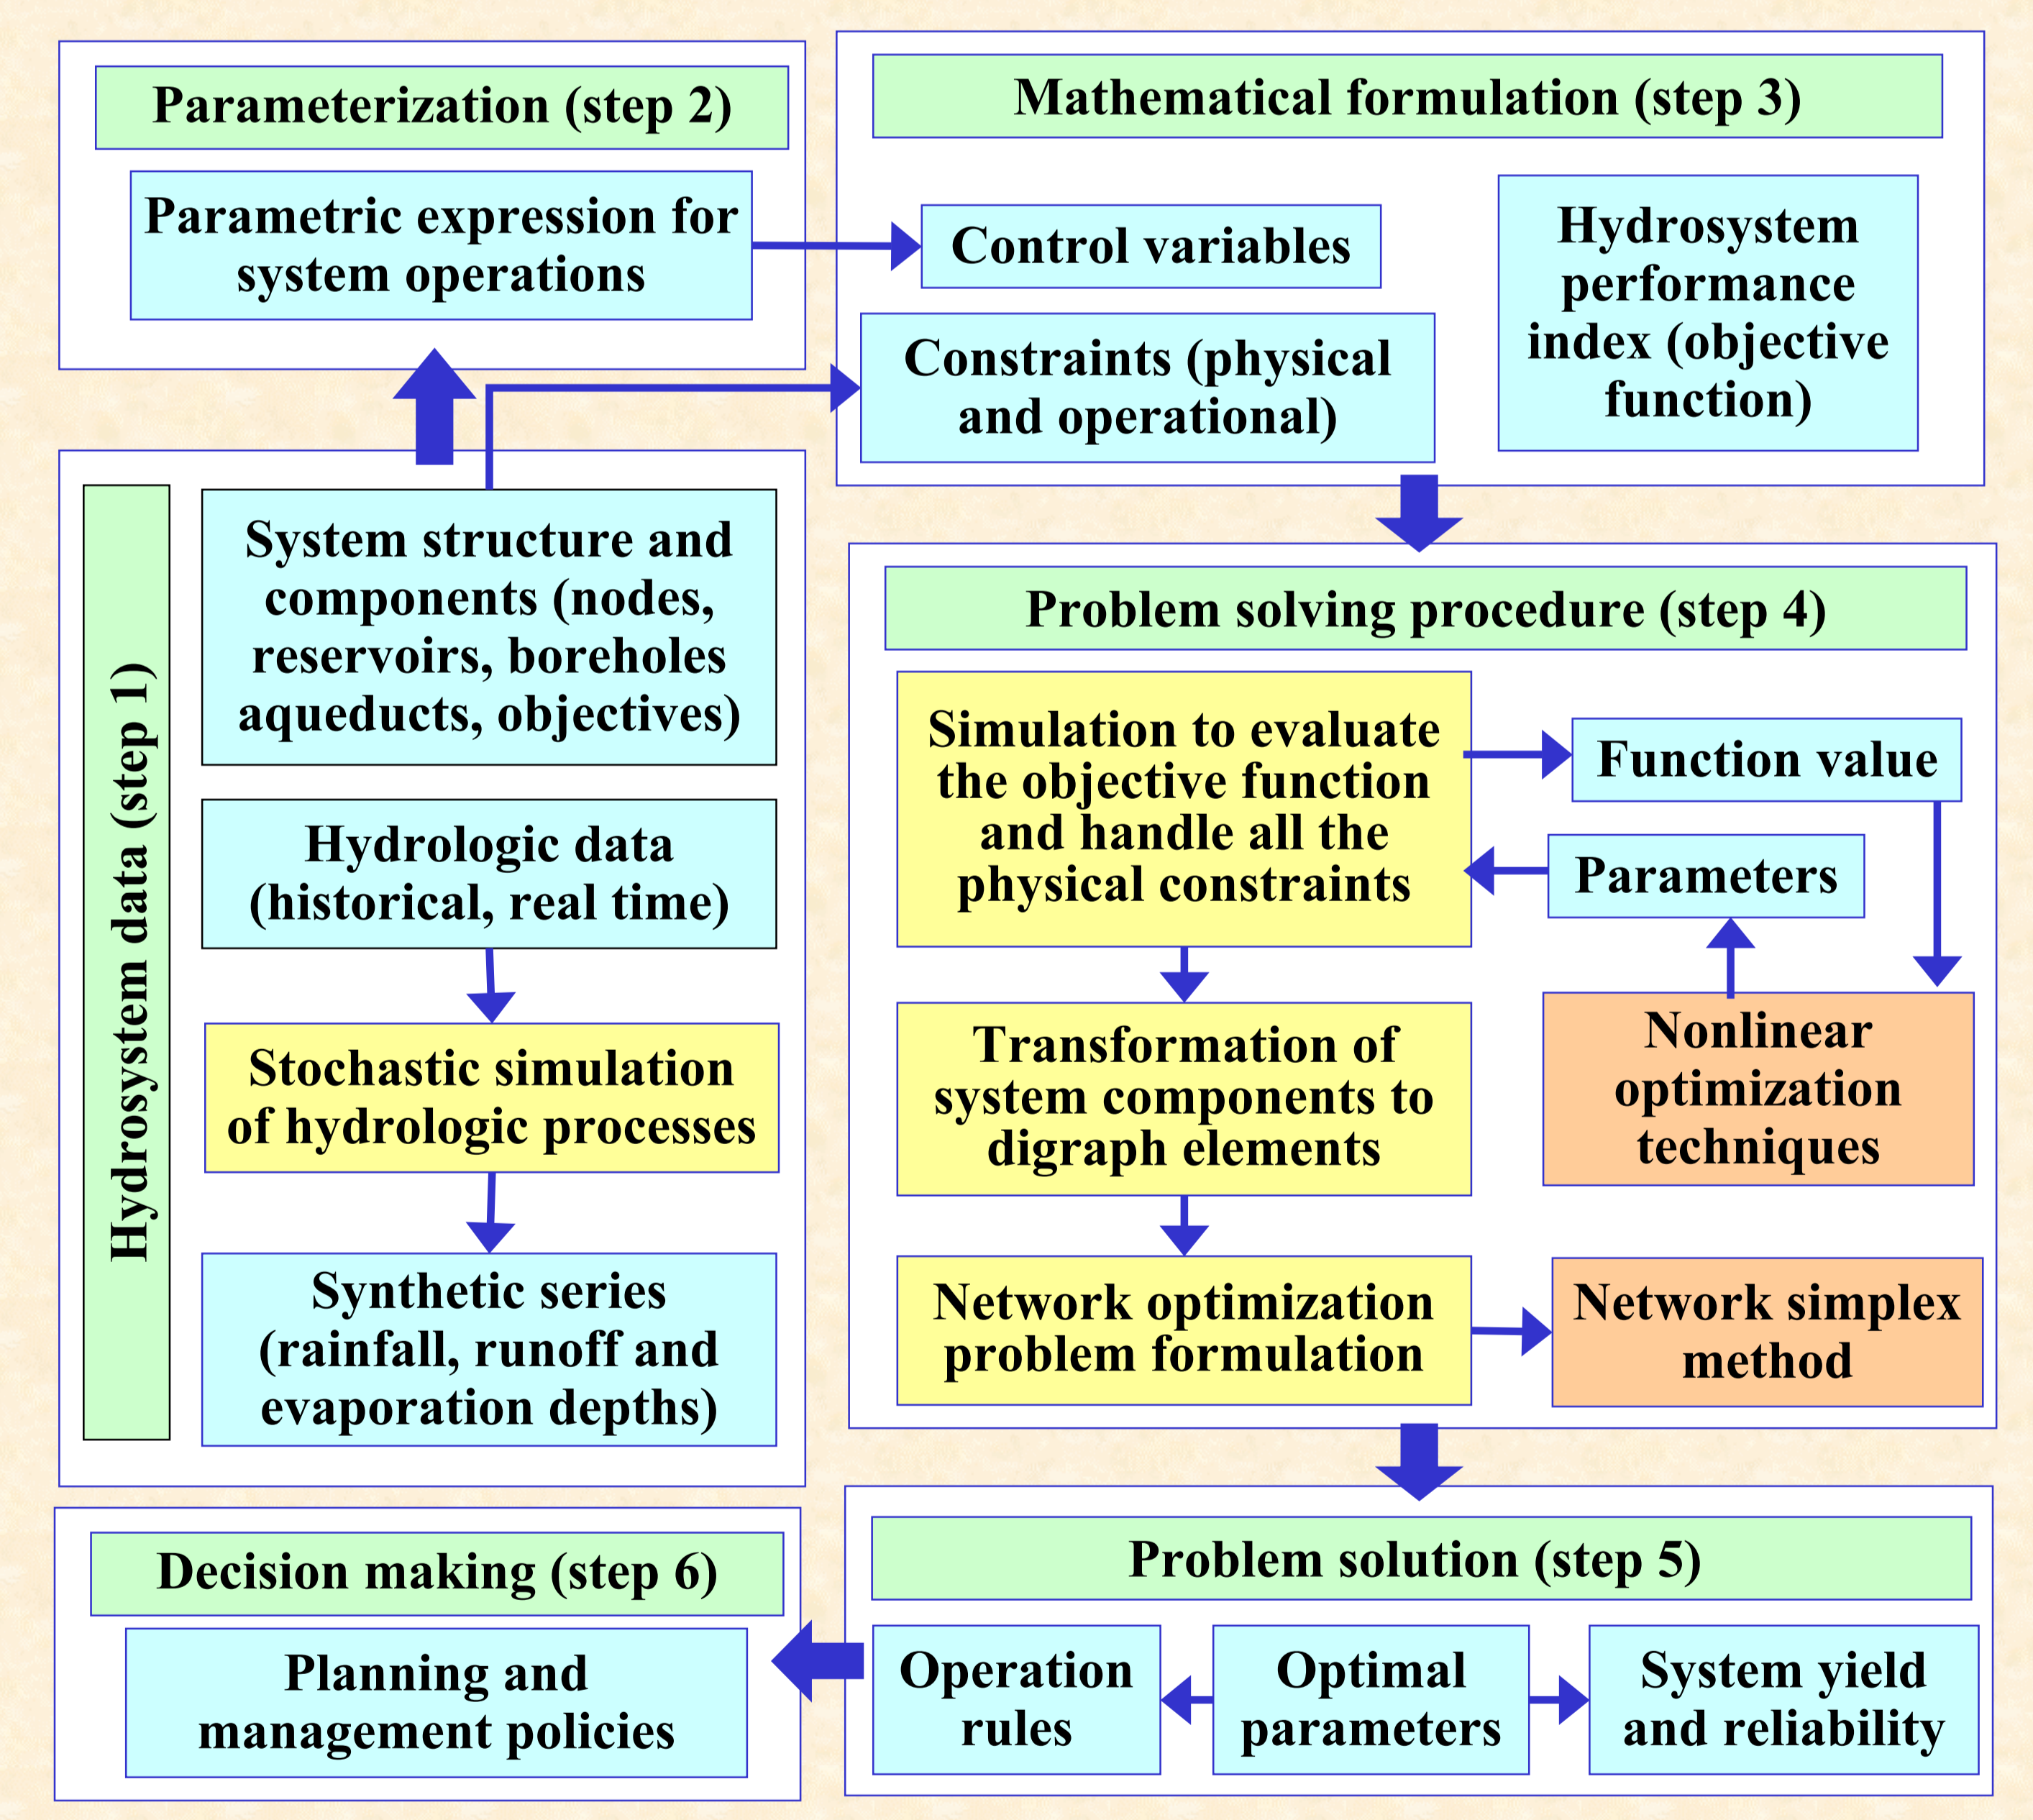 Parameterization (step 2)
Parametric expression for
system operations
Mathematical formulation (step 3)
Control variables
Constraints (physical
and operational)
Hydrosystem
performance
index (objective
function)
Hydrosystem data (step 1)
System structure and
components (nodes,
reservoirs, boreholes
aqueducts, objectives)
Hydrologic data
(historical, real time)
Stochastic simulation
of hydrologic processes
Synthetic series
(rainfall, runoff and
evaporation depths)
Problem solving procedure (step 4)
Simulation to evaluate
the objective function
and handle all the
physical constraints
Function value
Parameters
Transformation of
system components to
digraph elements
Nonlinear
optimization
techniques
Network optimization
problem formulation
Network simplex
method
Problem solution (step 5)
Operation
rules
Optimal
parameters
System yield
and reliability
Decision making (step 6)
Planning and
management policies